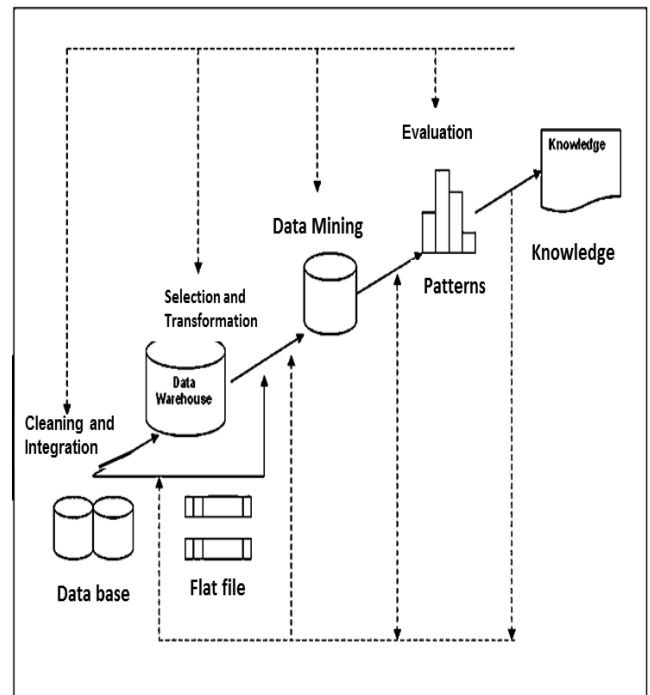 Evaluation
Knowledge
Data Mining
Knowledge
Patterns
Selection and
Transformation
Data
Warehouse
Cleaning and
Integration
Data base
Flat file